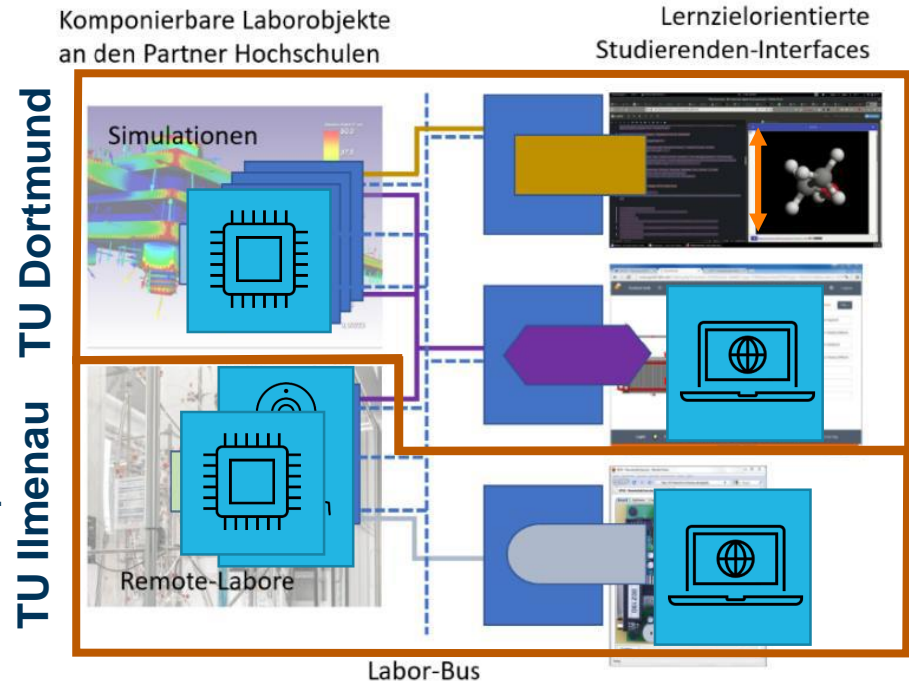 Komponierbare Laborobjekte
an den Partner Hochschulen
Lernzielorientierte
Studierenden-Interfaces
TU Dortmund
Simulationen
TU Ilmenau
Remote-Labore
Labor-Bus